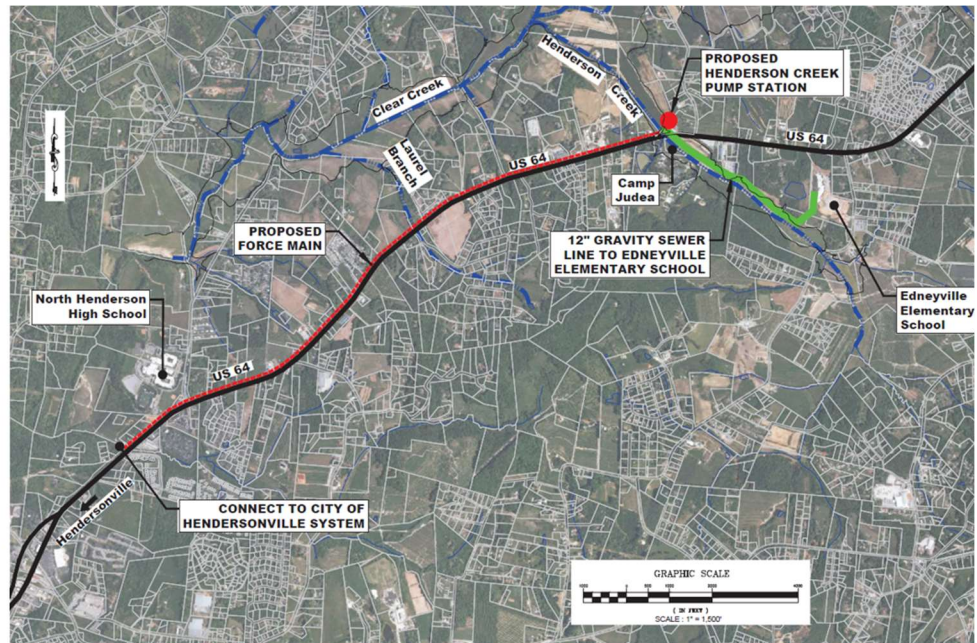 Henderson
Creek
PROPOSED
HENDERSON CREEK
PUMP STATION
Clear Creek
US 64
Laurel
Branch
US 64
Camp
Judea
PROPOSED
FORCE MAIN
12" GRAVITY SEWER
LINE TO EDNEYVILLE
ELEMENTARY SCHOOL
North Henderson
High School
Edneyville
Elementary
School
US 64
Hendersonville
CONNECT TO CITY OF
HENDERSONVILLE SYSTEM
GRAPHIC SCALE
( IN FEET )
SCALE : 1" = 1,500'